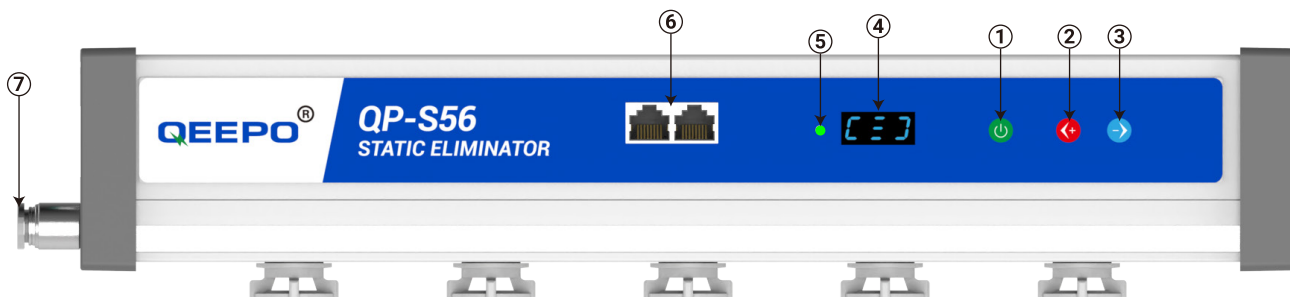 ⑥
①
②
③
④
⑤
⑦
QEEPO®
QP-S56
STATIC ELIMINATOR
[Ξ]
+
−